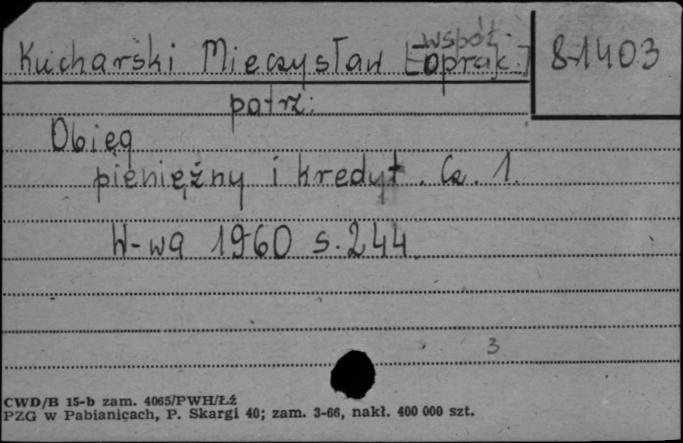 Kucharski Mieczysław [współ. oprac.] 8-1403
patrz:
Obieg
pieniężny i kredyt. Cz. 1.
W-wa 1960 s. 244
3
CWD/B 15-b zam. 4065/PWH/Łź
PZG w Pabianicach, P. Skargi 40; zam. 3-66, nakł. 400 000 szt.